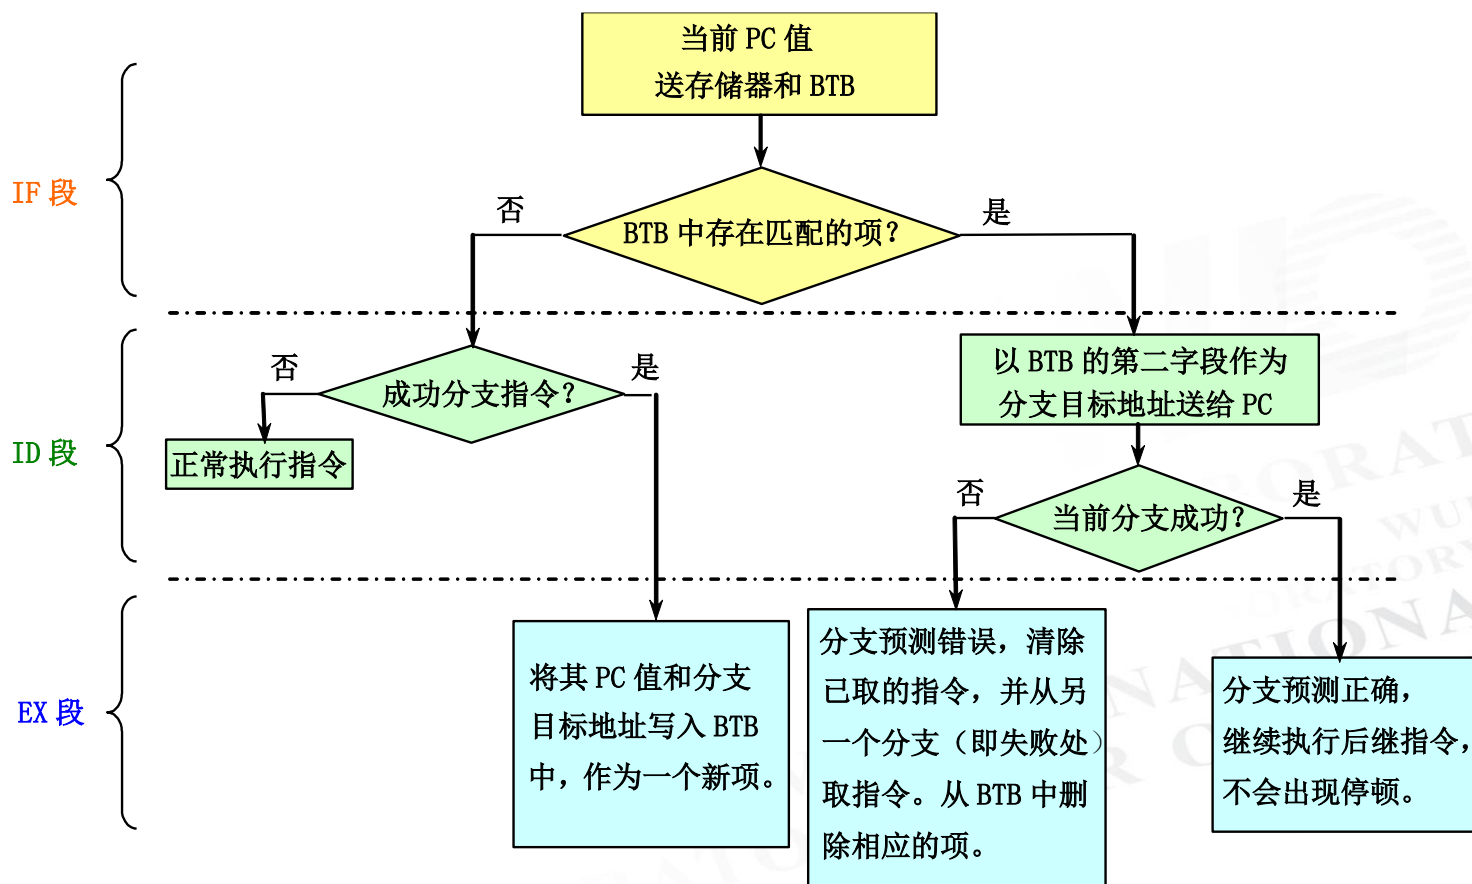 当前 PC 值
送存储器和 BTB
IF 段
否
BTB 中存在匹配的项？
是
否
成功分支指令？
是
以 BTB 的第二字段作为
分支目标地址送给 PC
ID 段
正常执行指令
否
当前分支成功？
是
EX 段
将其 PC 值和分支
目标地址写入 BTB
中，作为一个新项。
分支预测错误，清除
已取的指令，并从另
一个分支（即失败处）
取指令。从 BTB 中删
除相应的项。
分支预测正确，
继续执行后继指令，
不会出现停顿。